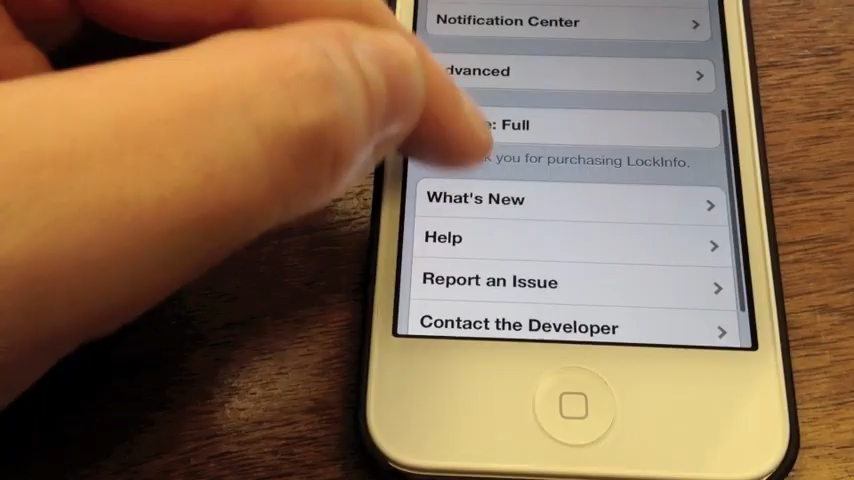 Notification Center
dvanced
e: Full
k you for purchasing LockInfo.
What's New
Help
Report an Issue
Contact the Developer